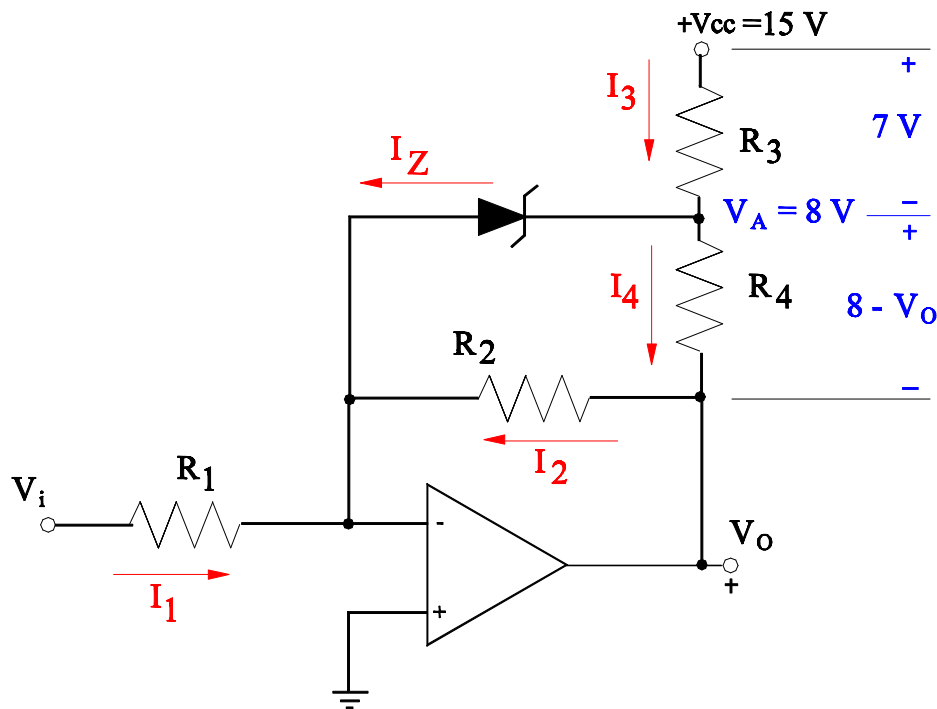 +Vcc =15 V
+
I3
7 V
R3
IZ
VA = 8 V
–
+
I4
R4
8 - VO
R2
–
I2
R1
Vi
-
VO
I1
+
+